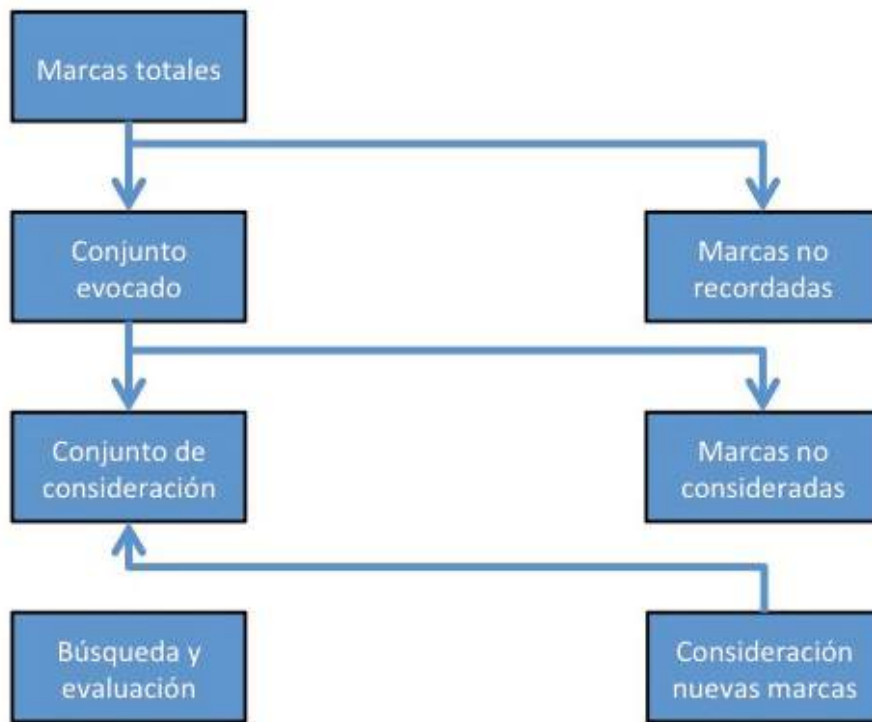 Marcas totales
Conjunto
evocado
Marcas no
recordadas
Conjunto de
consideración
Marcas no
consideradas
Búsqueda y
evaluación
Consideración
nuevas marcas